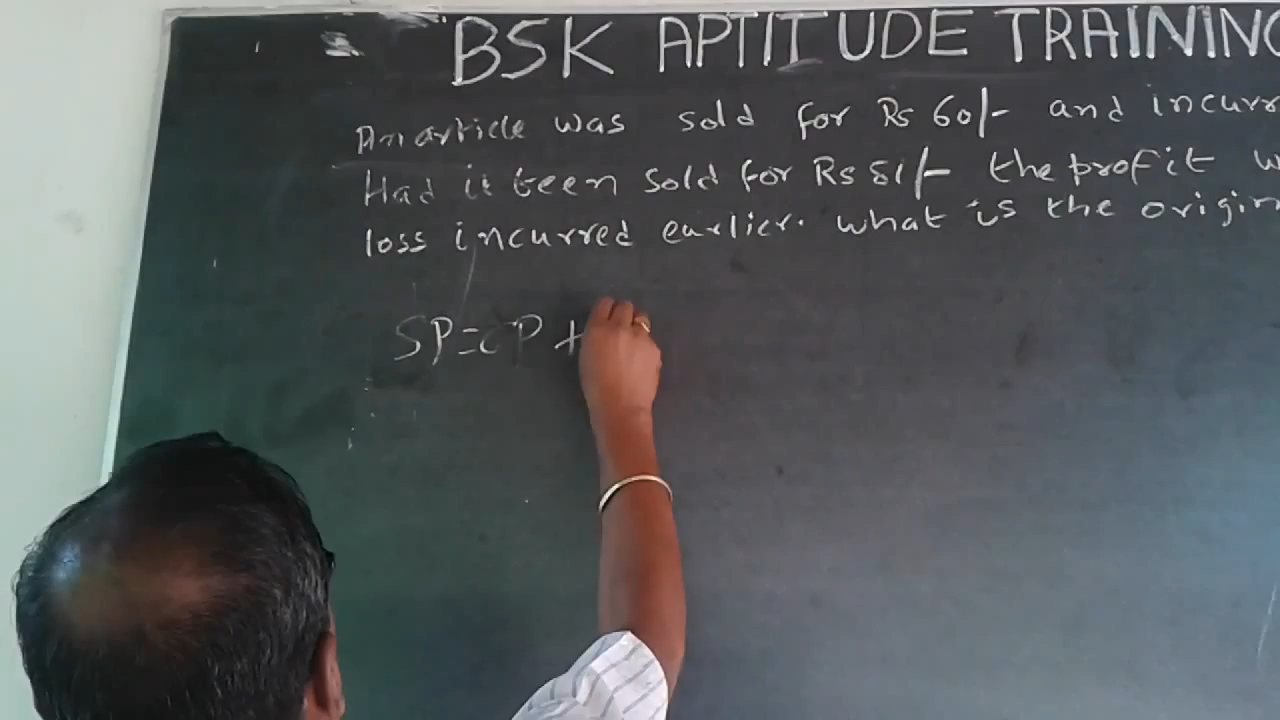 BSK APTITUDE TRAINING
An article was sold for Rs 60/- and incurr
Had it been sold for Rs 81/- the profit w
loss incurred earlier. what is the origin
SP=CP +